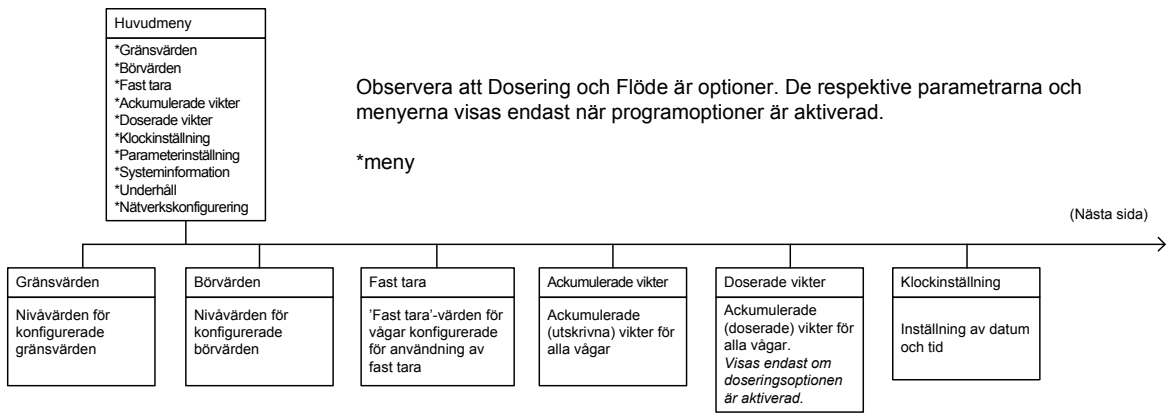 Huvudmeny
*Gränsvärden
*Börvärden
*Fast tara
*Ackumulerade vikter
*Doserade vikter
*Klockinställning
*Parameterinställning
*Systeminformation
*Underhåll
*Nätverkskonfigurering
Observera att Dosering och Flöde är optioner. De respektive parametrarna och
menyerna visas endast när programoptioner är aktiverad.
*meny
(Nästa sida)
Gränsvärden
Nivåvärden för
konfigurerade
gränsvärden
Börvärden
Nivåvärden för
konfigurerade
börvärden
Fast tara
’Fast tara’-värden för
vågar konfigurerade
för användning av
fast tara
Ackumulerade vikter
Ackumulerade
(utskrivna) vikter för
alla vågar
Doserade vikter
Ackumulerade
(doserade) vikter för
alla vågar.
Visas endast om
doseringsoptionen
är aktiverad.
Klockinställning
Inställning av datum
och tid